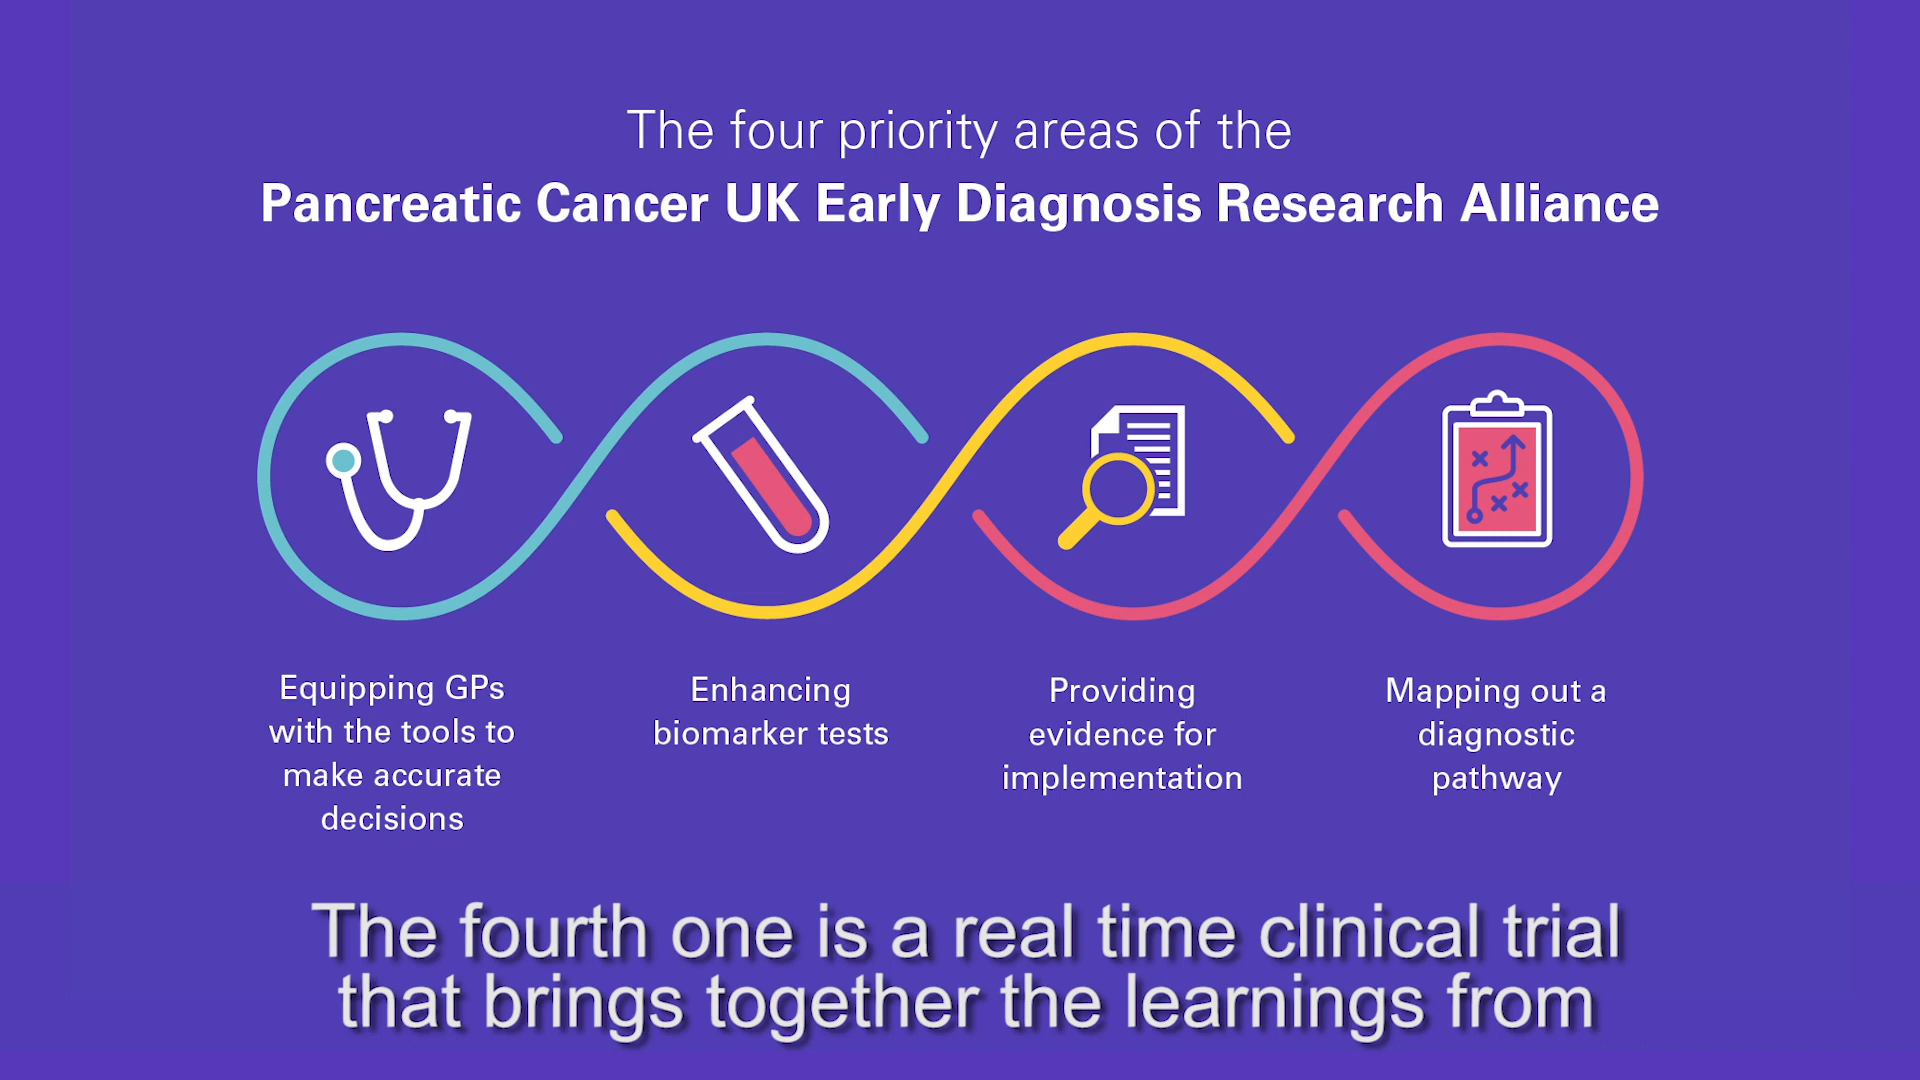 The four priority areas of the
Pancreatic Cancer UK Early Diagnosis Research Alliance
Equipping GPs
with the tools to
make accurate
decisions
Enhancing
biomarker tests
Providing
evidence for
implementation
Mapping out a
diagnostic
pathway
The fourth one is a real time clinical trial
that brings together the learnings from